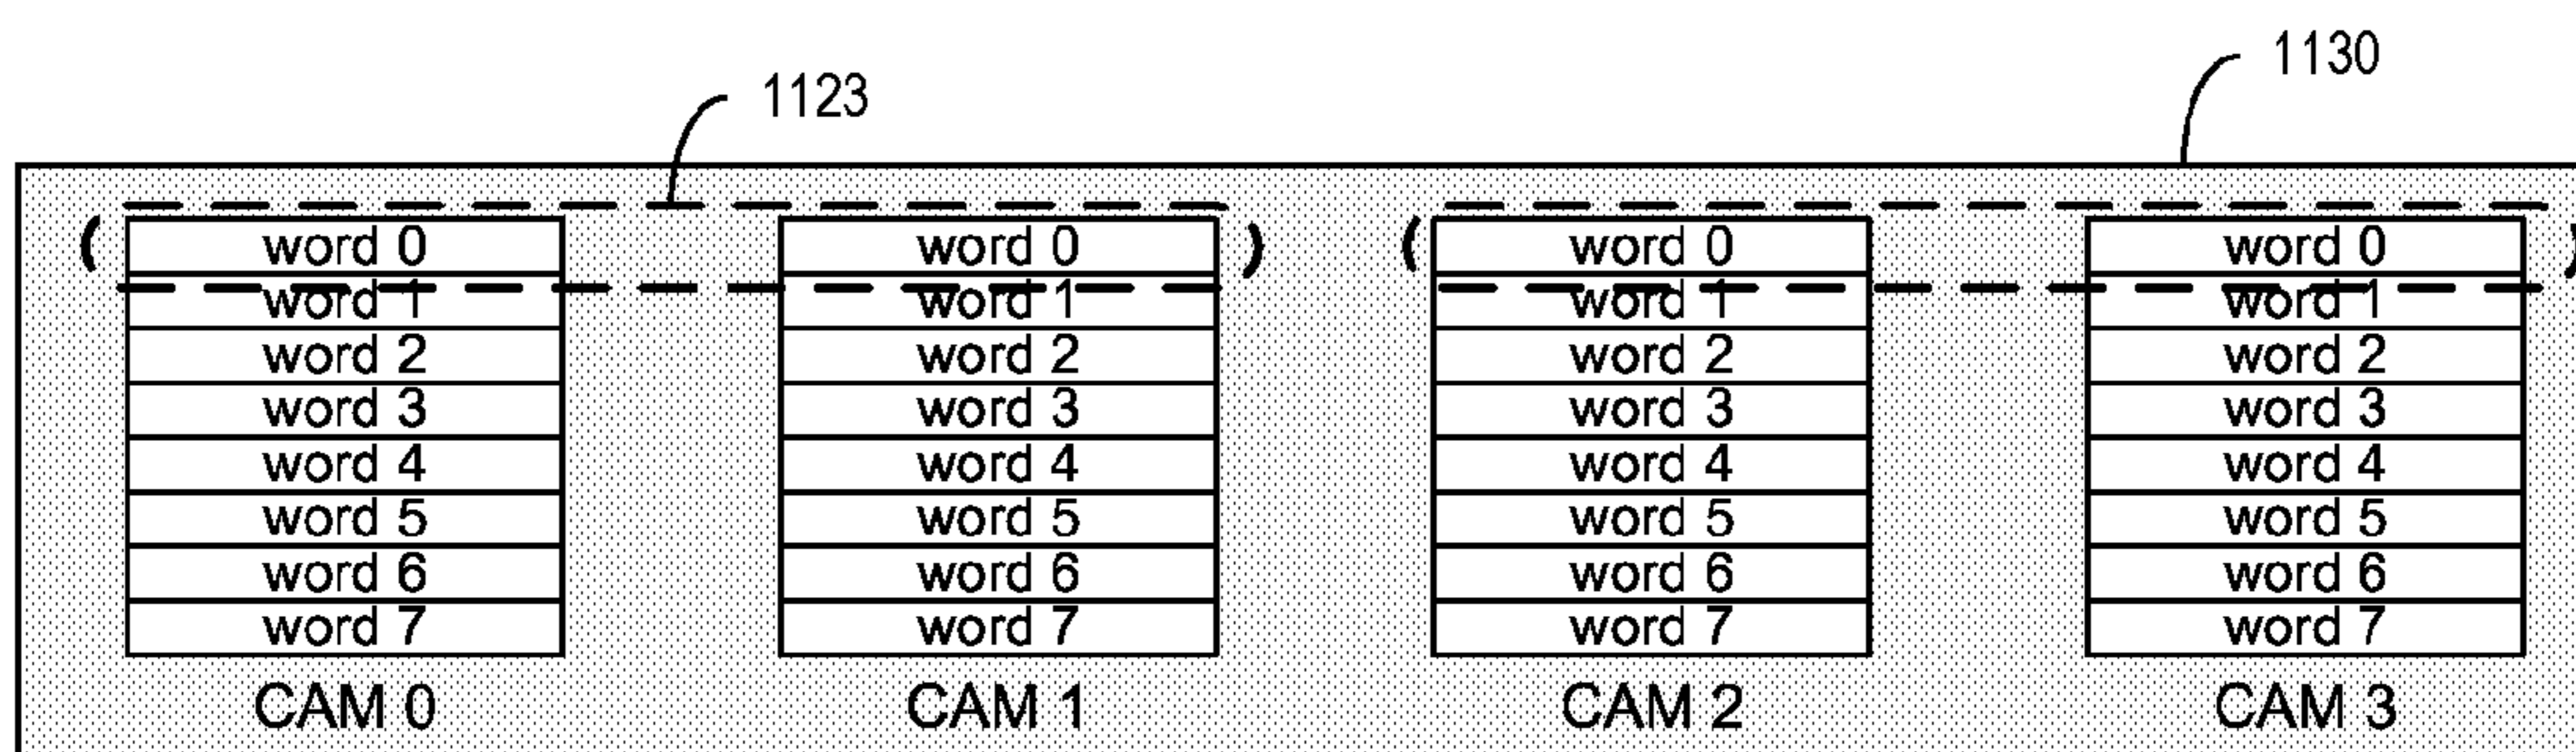 1130
1123
word 0 word 0 word 0 word 0
word 1 word 1 word 1 word 1
word 2 word 2 word 2 word 2
word 3 word 3 word 3 word 3
word 4 word 4 word 4 word 4
word 5 word 5 word 5 word 5
word 6 word 6 word 6 word 6
word 7 word 7 word 7 word 7
CAM 0 CAM 1 CAM 2 CAM 3